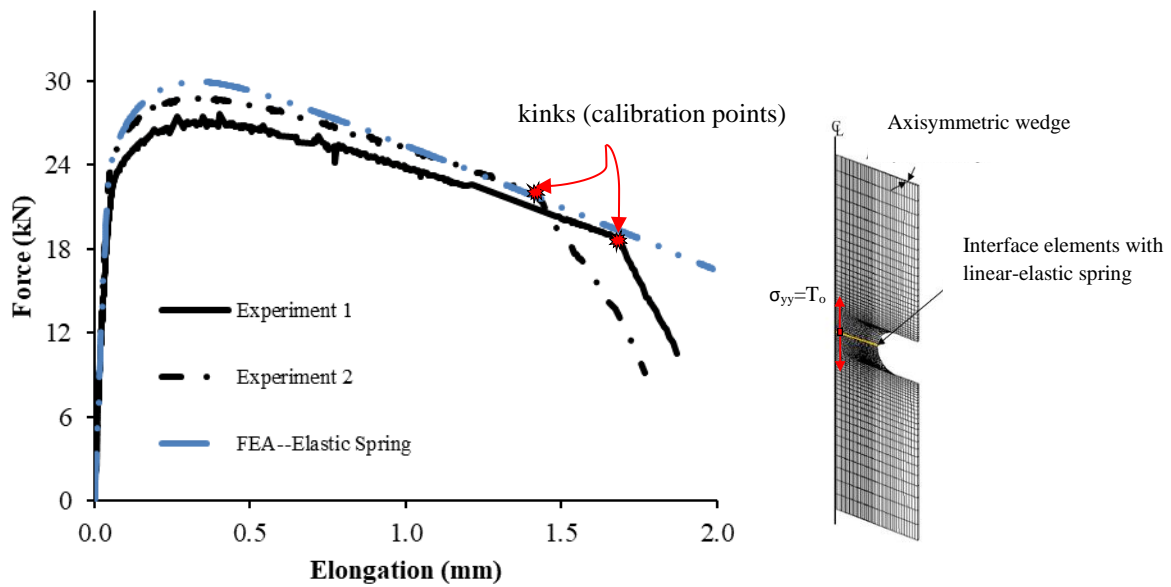 30
24
18
12
6
0
Force (kN)
0.0
0.5
1.0
1.5
2.0
Elongation (mm)
Experiment 1
Experiment 2
FEA--Elastic Spring
kinks (calibration points)
℄
Axisymmetric wedge
Interface elements with
linear-elastic spring
σyy=To